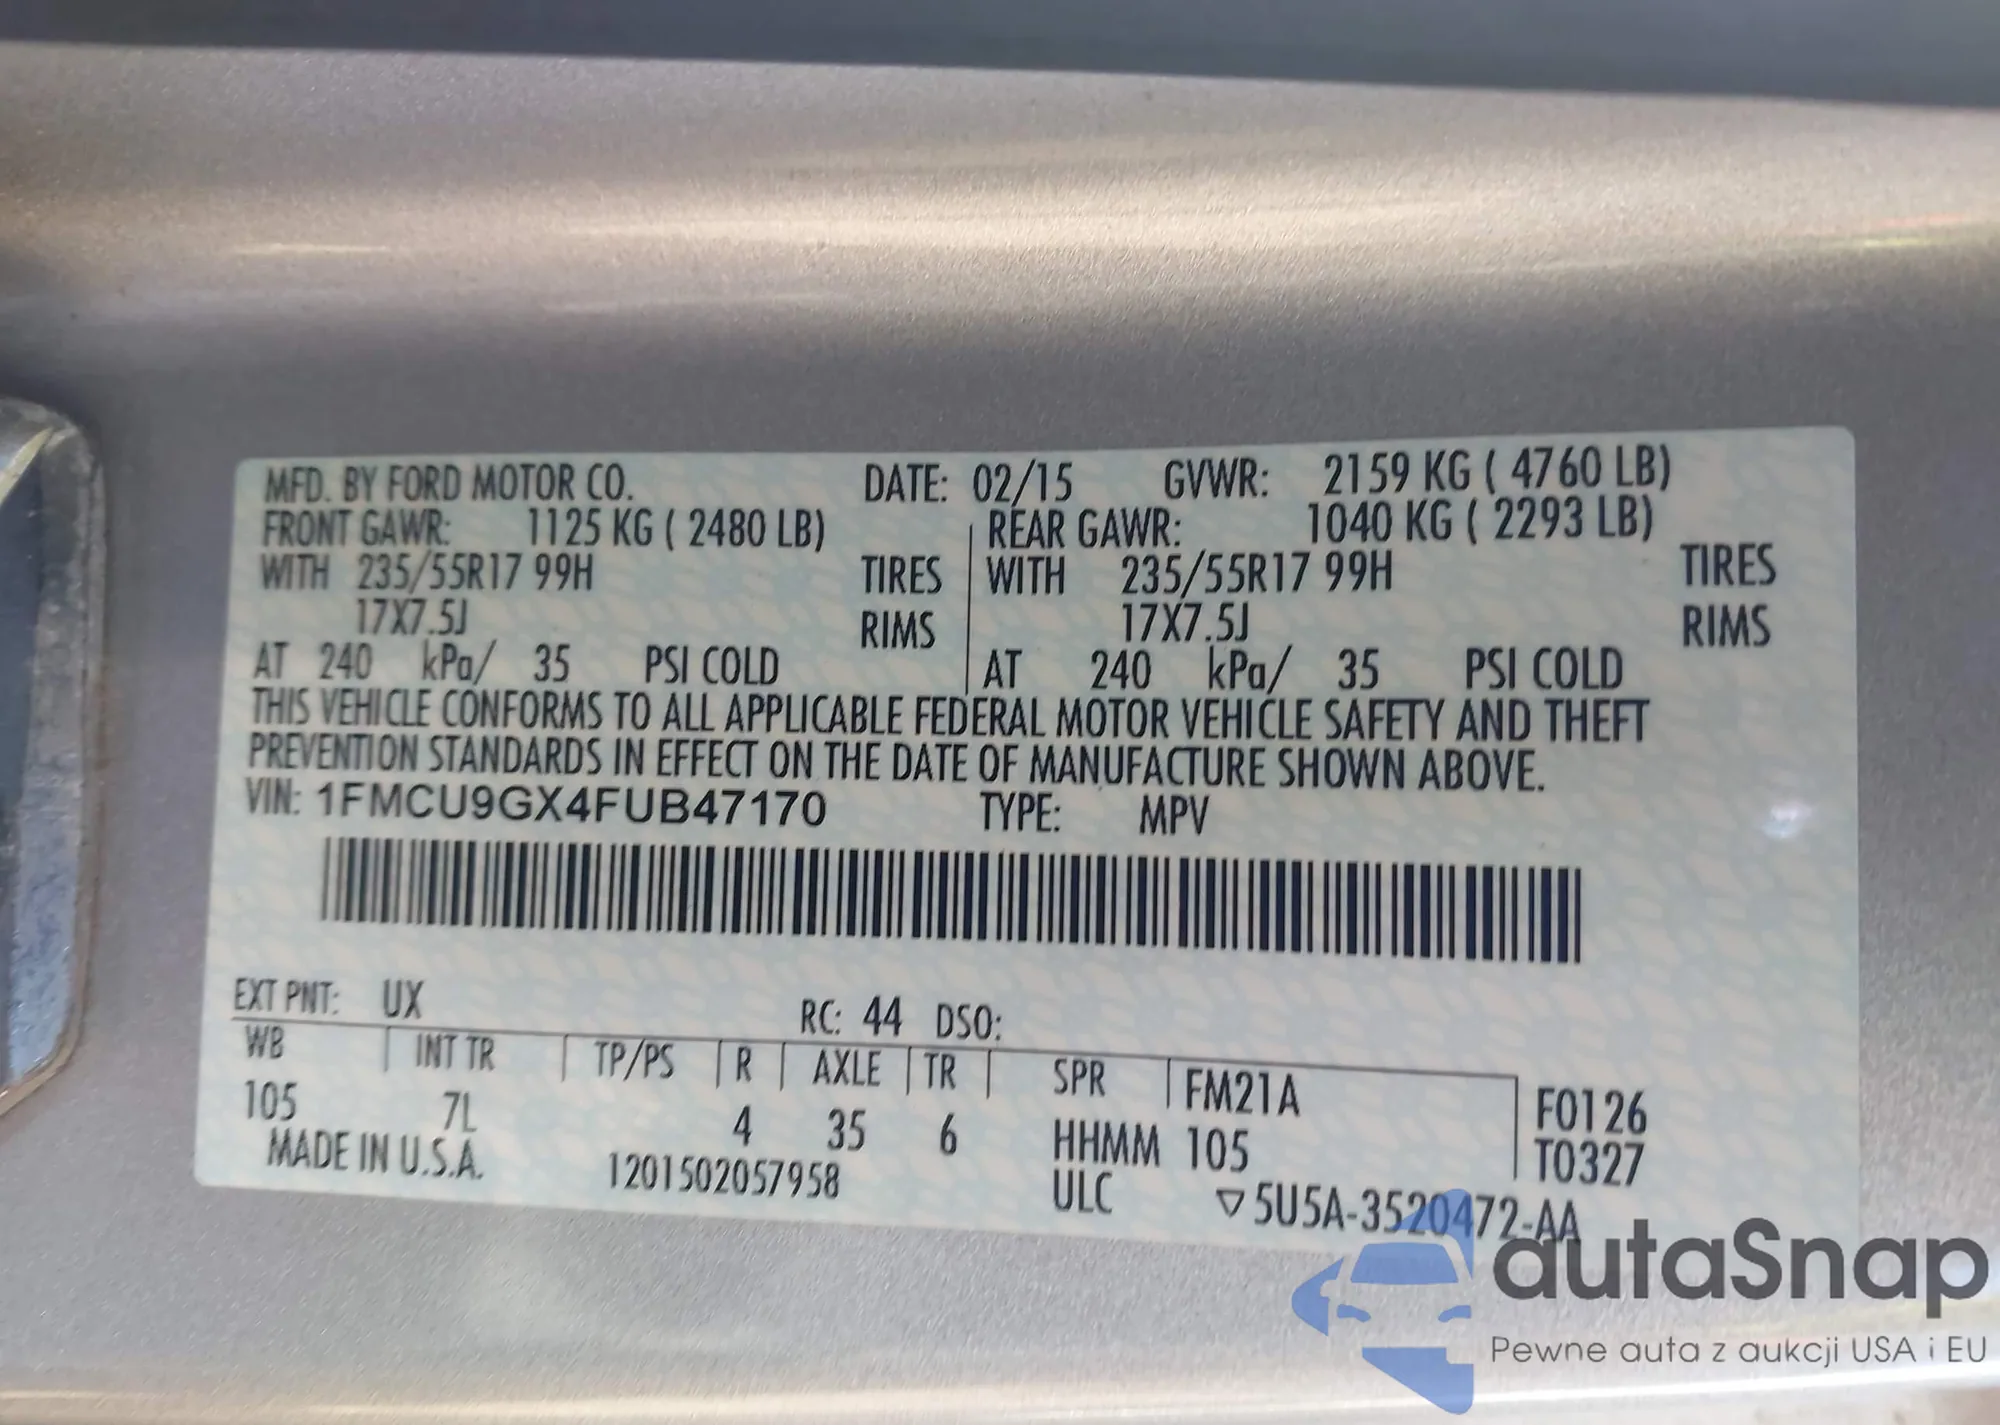 MFD. BY FORD MOTOR CO. DATE: 02/15 GVWR: 2159 KG ( 4760 LB)
FRONT GAWR: 1125 KG ( 2480 LB) REAR GAWR: 1040 KG ( 2293 LB)
WITH 235/55R17 99H TIRES WITH 235/55R17 99H TIRES
17X7.5J RIMS 17X7.5J RIMS
AT 240 kPa/ 35 PSI COLD AT 240 kPa/ 35 PSI COLD
THIS VEHICLE CONFORMS TO ALL APPLICABLE FEDERAL MOTOR VEHICLE SAFETY AND THEFT
PREVENTION STANDARDS IN EFFECT ON THE DATE OF MANUFACTURE SHOWN ABOVE.
VIN: 1FMCU9GX4FUB47170 TYPE: MPV
EXT PNT: UX RC: 44 DSO:
WB INT TR TP/PS R AXLE TR SPR FM21A F0126
105 7L 4 35 6 HHMM 105 T0327
MADE IN U.S.A. 1201502057958 ULC ▽5U5A-3520472-AA
autaSnap
Pewne auta z aukcji USA i EU